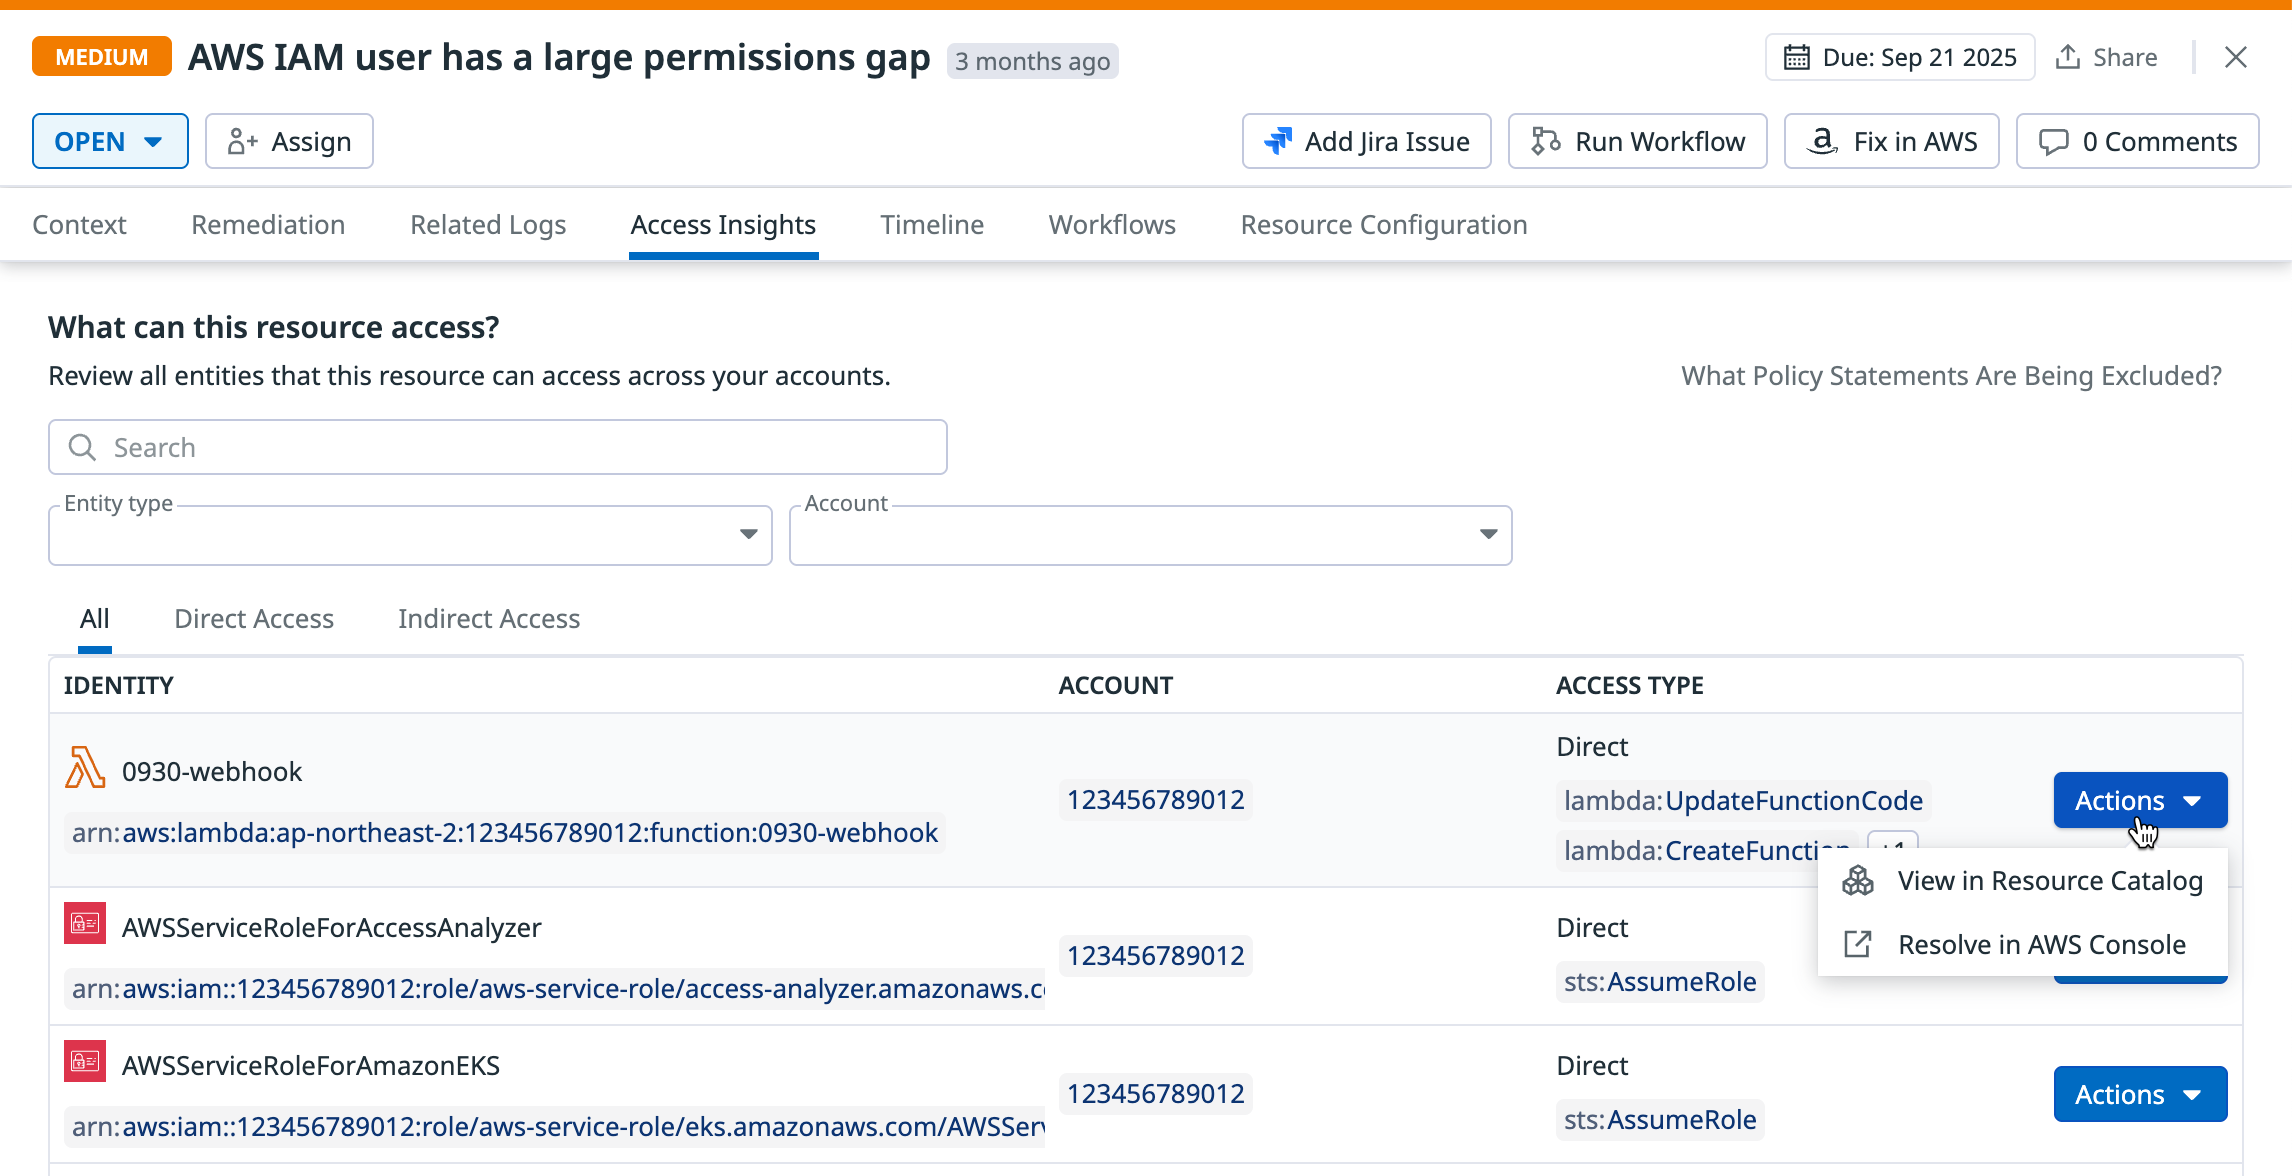 MEDIUM AWS IAM user has a large permissions gap 3 months ago Due: Sep 21 2025 Share
OPEN Assign Add Jira Issue Run Workflow Fix in AWS 0 Comments
Context Remediation Related Logs Access Insights Timeline Workflows Resource Configuration
What can this resource access?
Review all entities that this resource can access across your accounts. What Policy Statements Are Being Excluded?
Search
Entity type Account
All Direct Access Indirect Access
IDENTITY ACCOUNT ACCESS TYPE
0930-webhook
arn:aws:lambda:ap-northeast-2:123456789012:function:0930-webhook
123456789012
Direct
lambda:UpdateFunctionCode
lambda:CreateFunction +1
Actions
View in Resource Catalog
Resolve in AWS Console
AWSServiceRoleForAccessAnalyzer
arn:aws:iam::123456789012:role/aws-service-role/access-analyzer.amazonaws.c
123456789012
Direct
sts:AssumeRole
AWSServiceRoleForAmazonEKS
arn:aws:iam::123456789012:role/aws-service-role/eks.amazonaws.com/AWSSer
123456789012
Direct
sts:AssumeRole
Actions